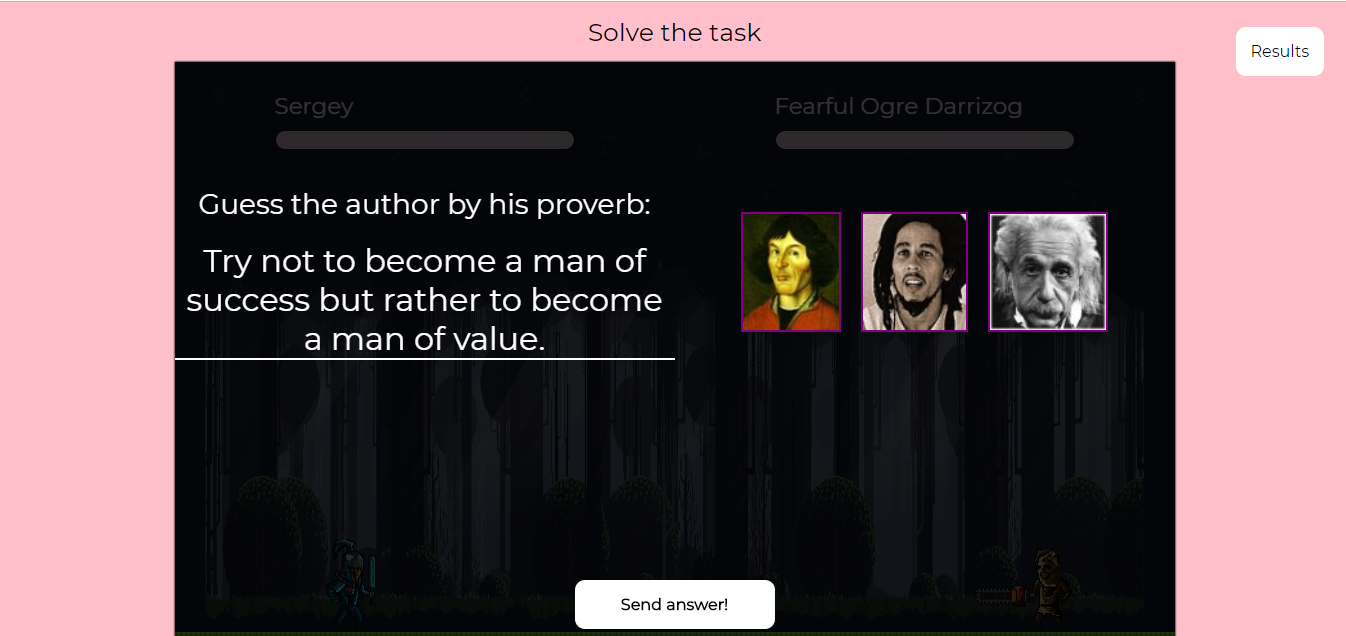 Solve the task
Results
Sergey
Fearful Ogre Darrizog
Guess the author by his proverb:
Try not to become a man of
success but rather to become
a man of value.
Send answer!